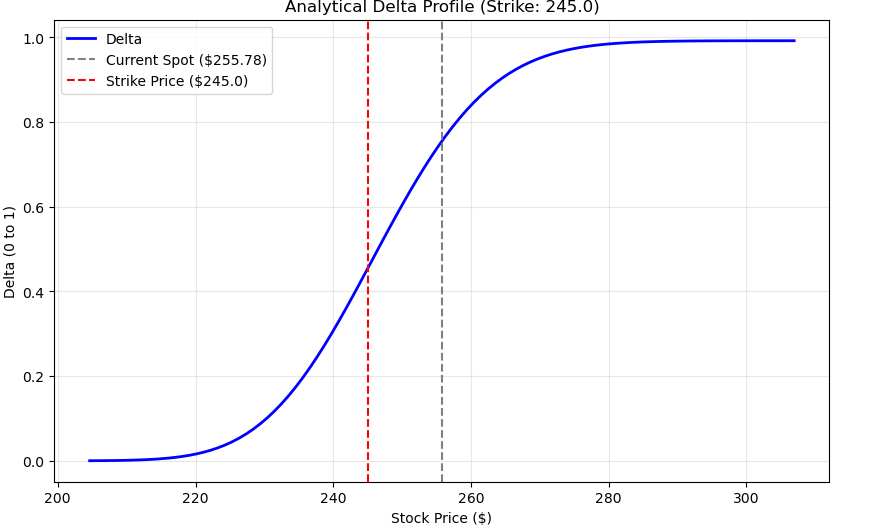 Analytical Delta Profile (Strike: 245.0)
Delta
Current Spot ($255.78)
Strike Price ($245.0)
Delta (0 to 1)
1.0
0.8
0.6
0.4
0.2
0.0
200 220 240 260 280 300
Stock Price ($)